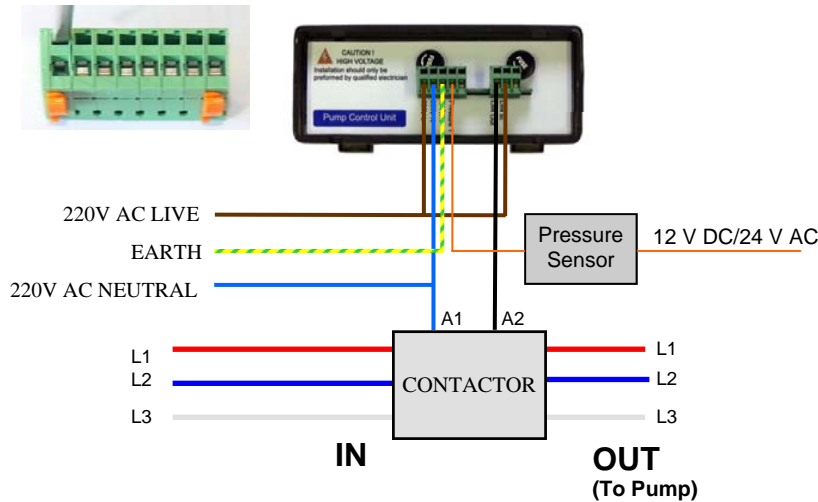 CAUTION !
HIGH VOLTAGE
Installation should only be
preformed by qualified electrician
Pump Control Unit
220V AC LIVE
EARTH
220V AC NEUTRAL
Pressure
Sensor
12 V DC/24 V AC
A1
A2
L1
L2
L3
CONTACTOR
L1
L2
L3
IN
OUT
(To Pump)